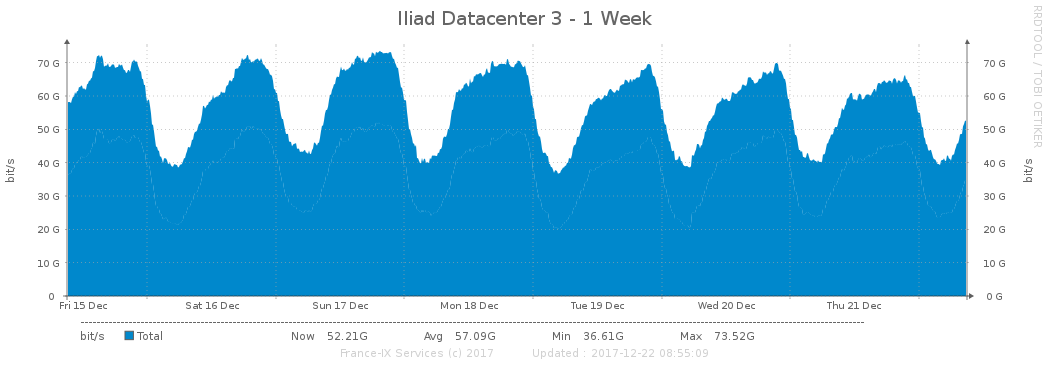 Iliad Datacenter 3 - 1 Week
RRDTOOL / TOBI OETIKER
bit/s
bit/s
70 G 70 G
60 G 60 G
50 G 50 G
40 G 40 G
30 G 30 G
20 G 20 G
10 G 10 G
0 0 G
Fri 15 Dec Sat 16 Dec Sun 17 Dec Mon 18 Dec Tue 19 Dec Wed 20 Dec Thu 21 Dec
bit/s Total Now 52.21G Avg 57.09G Min 36.61G Max 73.52G
France-IX Services (c) 2017 Updated : 2017-12-22 08:55:09